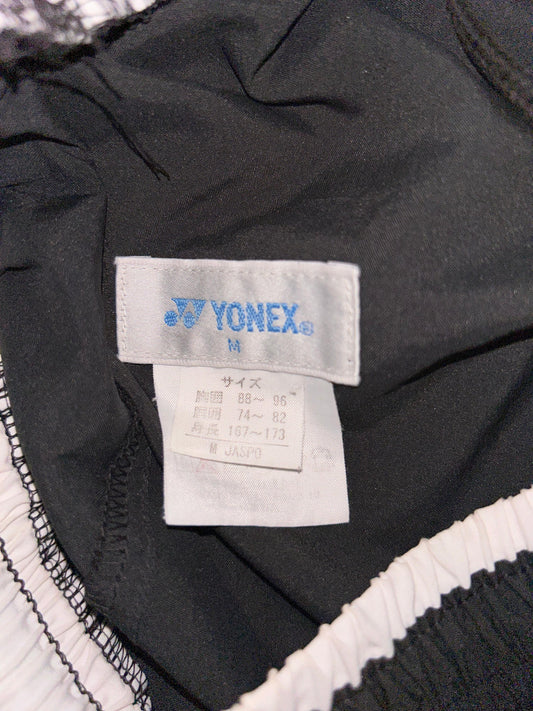 YONEX®
M
サイズ
胸囲 88～ 96
胴囲 74～ 82
身長 167～173
M JASPO